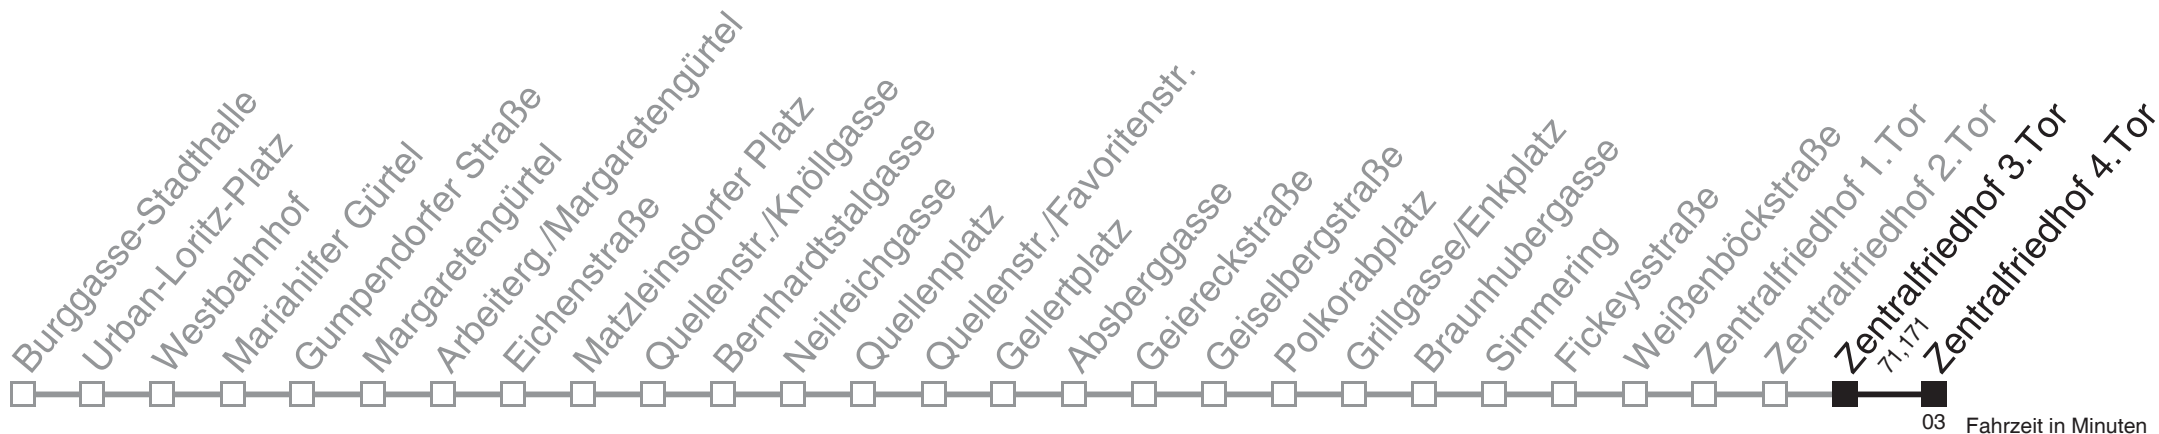 Burggasse-Stadthalle
Urban-Loritz-Platz
Westbahnhof
Mariahilfer Gürtel
Gumpendorfer Straße
Margaretengürtel
Arbeiterg./Margaretengürtel
Eichenstraße
Matzleinsdorfer Platz
Quellenstr./Knöllgasse
Bernhardtstalgasse
Neilreichgasse
Quellenplatz
Quellenstr./Favoritenstr.
Gellertplatz
Absberggasse
Geiereckstraße
Geiselbergstraße
Polkorabplatz
Grillgasse/Enkplatz
Braunhubergasse
Simmering
Fickeysstraße
Weißenböckstraße
Zentralfriedhof 1.Tor
Zentralfriedhof 2.Tor
Zentralfriedhof 3.Tor
71,171
Zentralfriedhof 4.Tor
03 Fahrzeit in Minuten